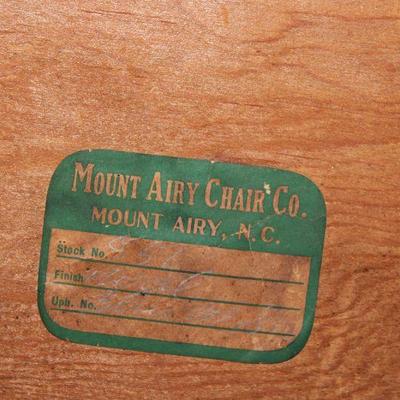 MOUNT AIRY CHAIR CO.
MOUNT AIRY, N.C.
Stock No.
Finish
Uph. No.